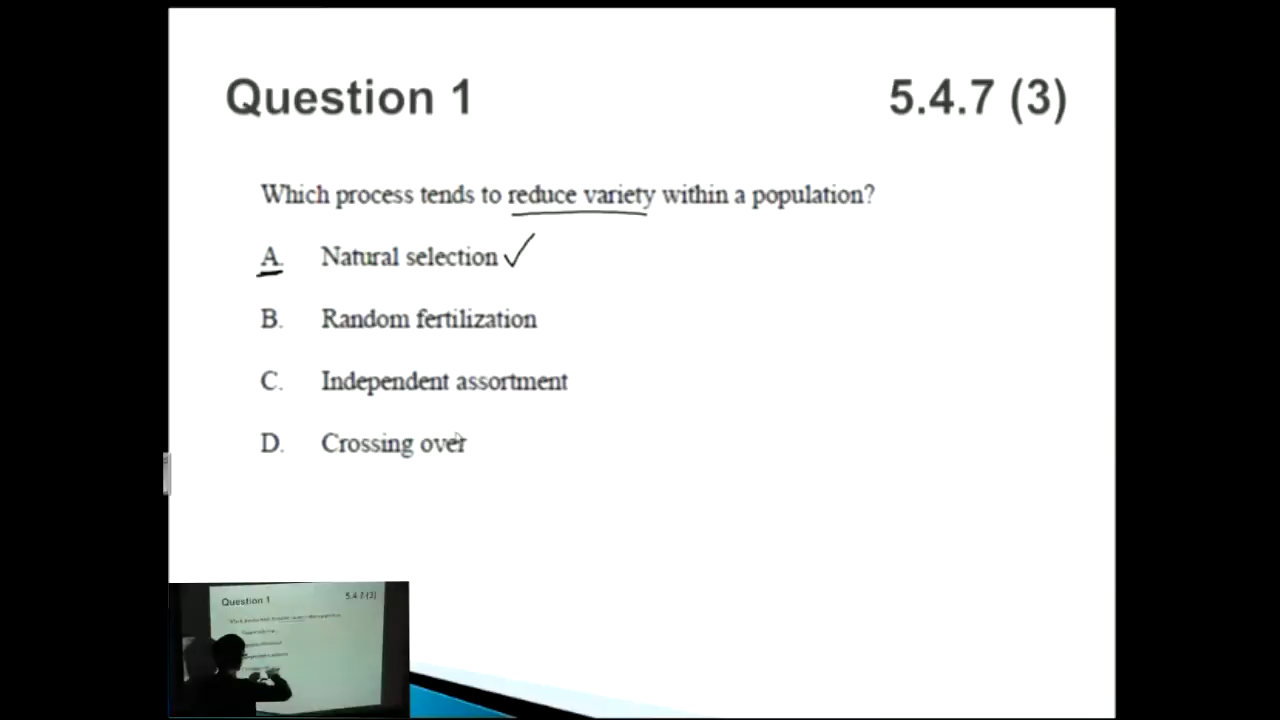 Question 1 5.4.7 (3)
Which process tends to reduce variety within a population?
A. Natural selection
B. Random fertilization
C. Independent assortment
D. Crossing over
Question 1 5.4.7 (3)